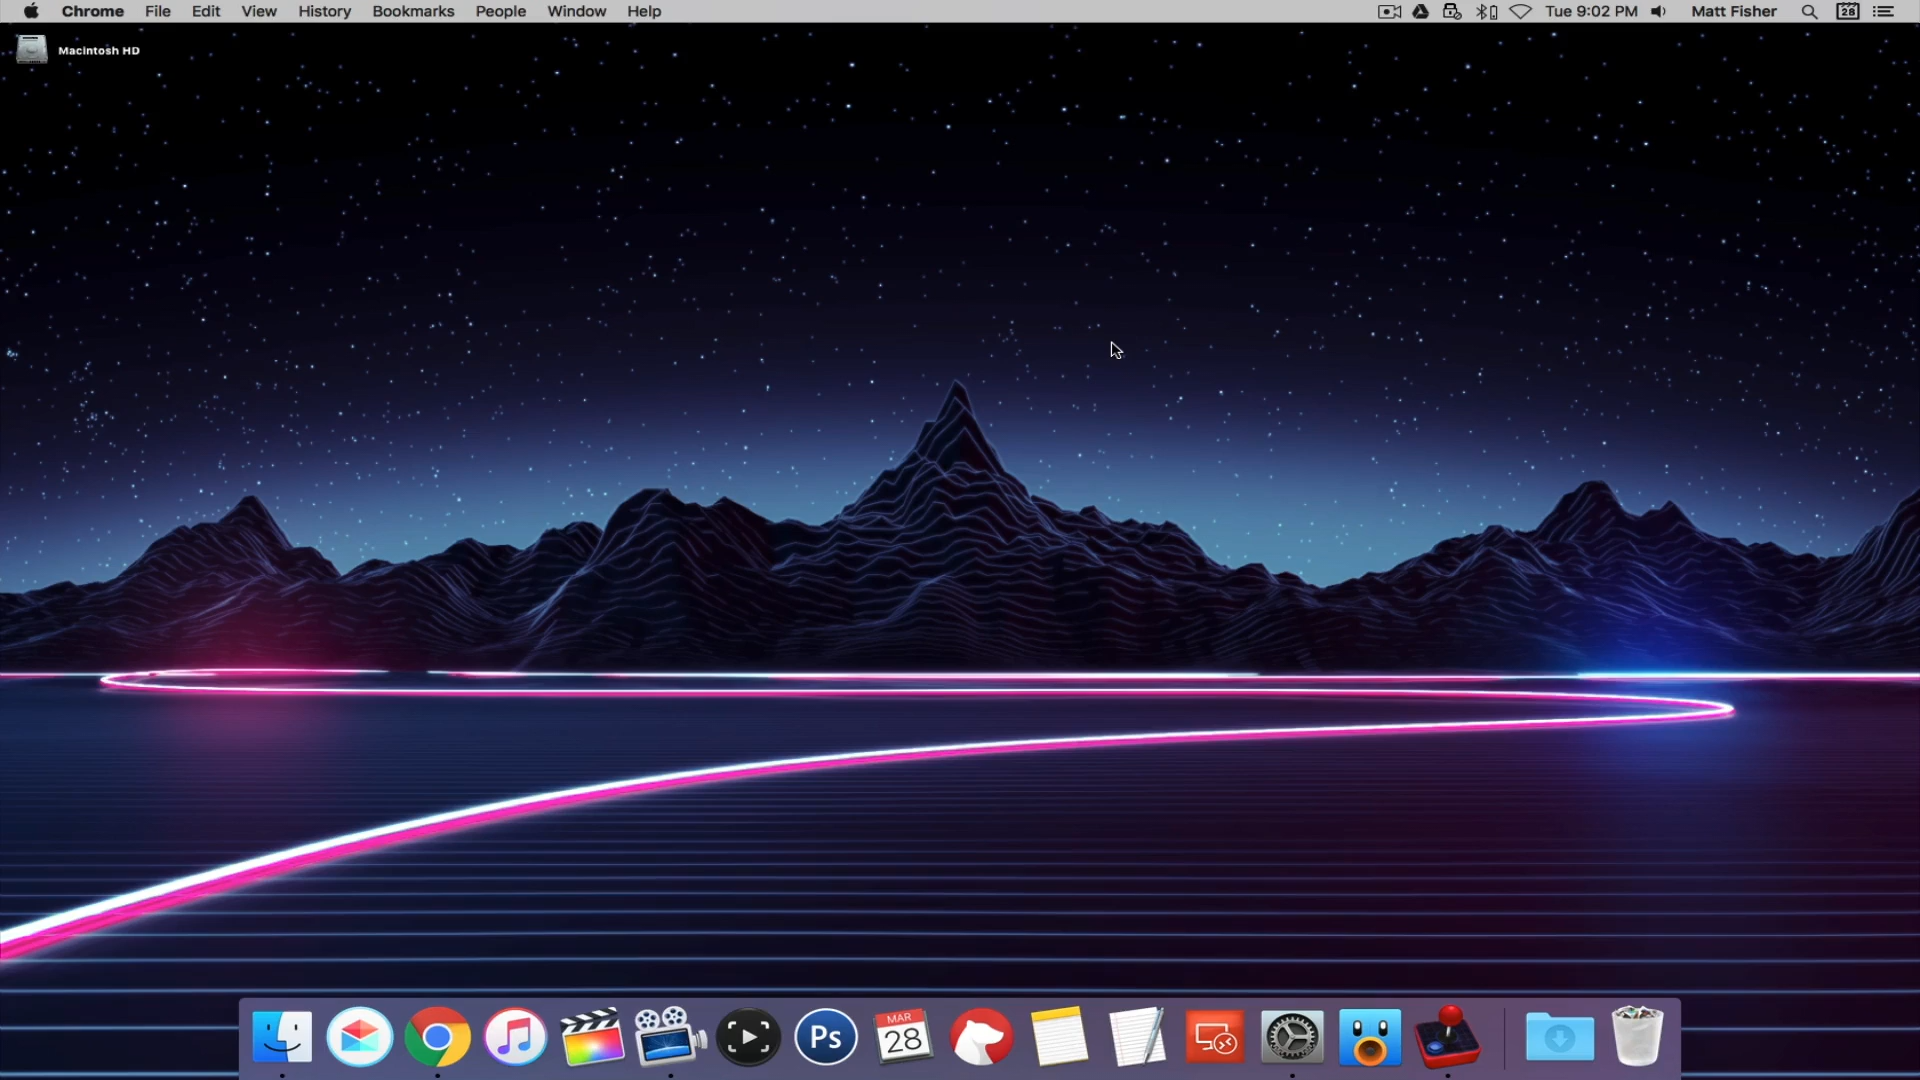 Chrome File Edit View History Bookmarks People Window Help Tue 9:02 PM Matt Fisher 28
Macintosh HD
Ps
MAR
28